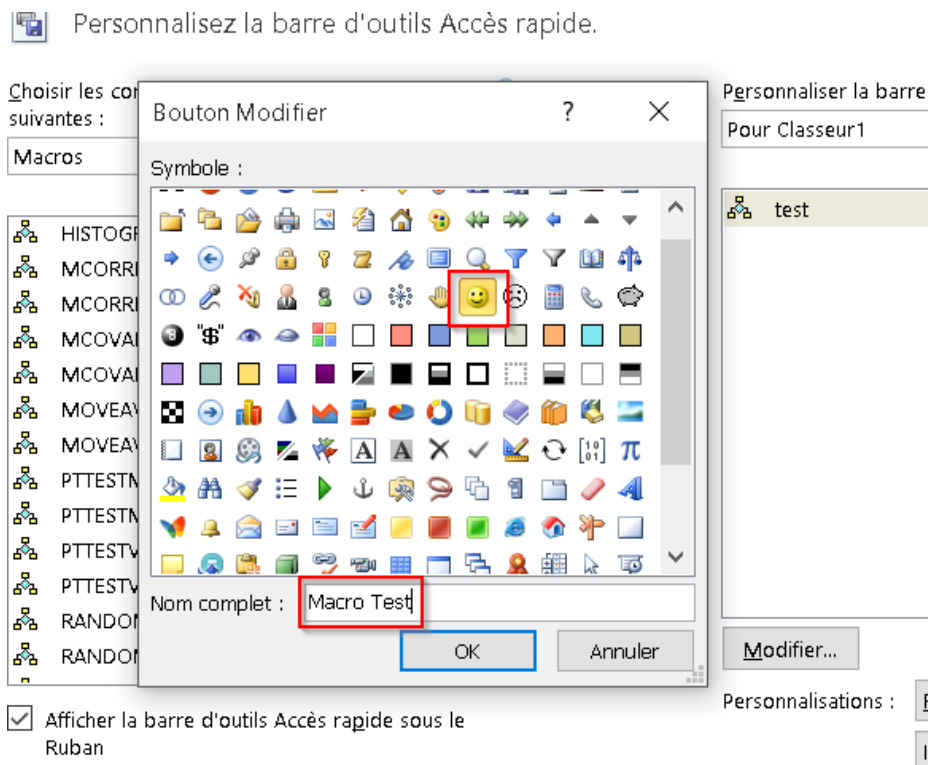 Personnalisez la barre d'outils Accès rapide.
Choisir les
suivantes :
Macros
HISTOGR
MCORRI
MCORRI
MCOVA
MCOVA
MOVEA
MOVEA
PTTEST
PTTEST
PTTEST
PTTEST
RANDO
RANDO
Afficher la barre d'outils Accès rapide sous le
Ruban
Bouton Modifier
?
Symbole :
Nom complet :
Macro Test
OK
Annuler
Personnaliser la barre
Pour Classeur1
test
Modifier...
Personnalisations :